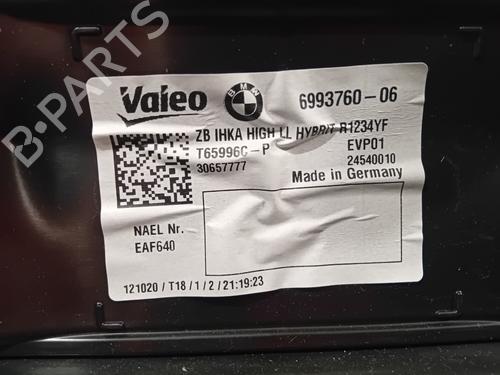 B-PARTS
Valeo BMW 6993760-06
ZB IHKA HIGH LL HYBRIT R1234YF
T65996C-P EVP01
30657777 24540010
Made in Germany
NAEL Nr.
EAF640
121020/T18/1/2/21:19:23